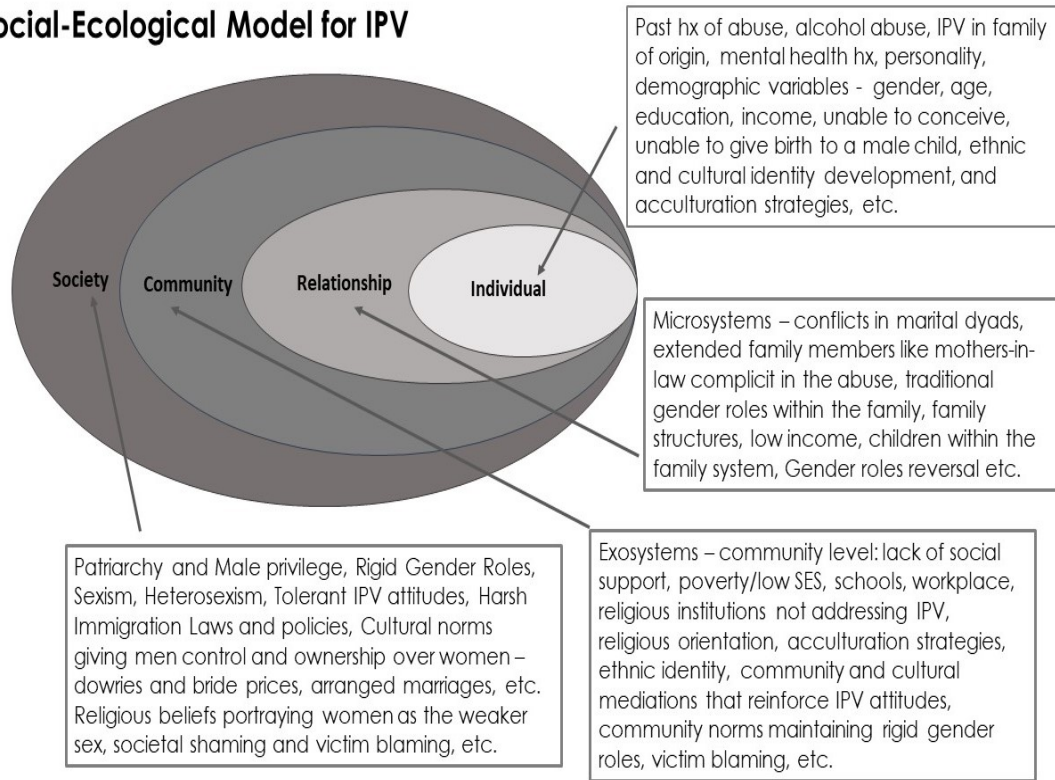 ocial-Ecological Model for IPV
Past hx of abuse, alcohol abuse, IPV in family
of origin, mental health hx, personality,
demographic variables - gender, age,
education, income, unable to conceive,
unable to give birth to a male child, ethnic
and cultural identity development, and
acculturation strategies, etc.
Society
Community
Relationship
Individual
Microsystems – conflicts in marital dyads,
extended family members like mothers-in-
law complicit in the abuse, traditional
gender roles within the family, family
structures, low income, children within the
family system, Gender roles reversal etc.
Patriarchy and Male privilege, Rigid Gender Roles,
Sexism, Heterosexism, Tolerant IPV attitudes, Harsh
Immigration Laws and policies, Cultural norms
giving men control and ownership over women –
dowries and bride prices, arranged marriages, etc.
Religious beliefs portraying women as the weaker
sex, societal shaming and victim blaming, etc.
Exosystems – community level: lack of social
support, poverty/low SES, schools, workplace,
religious institutions not addressing IPV,
religious orientation, acculturation strategies,
ethnic identity, community and cultural
mediations that reinforce IPV attitudes,
community norms maintaining rigid gender
roles, victim blaming, etc.